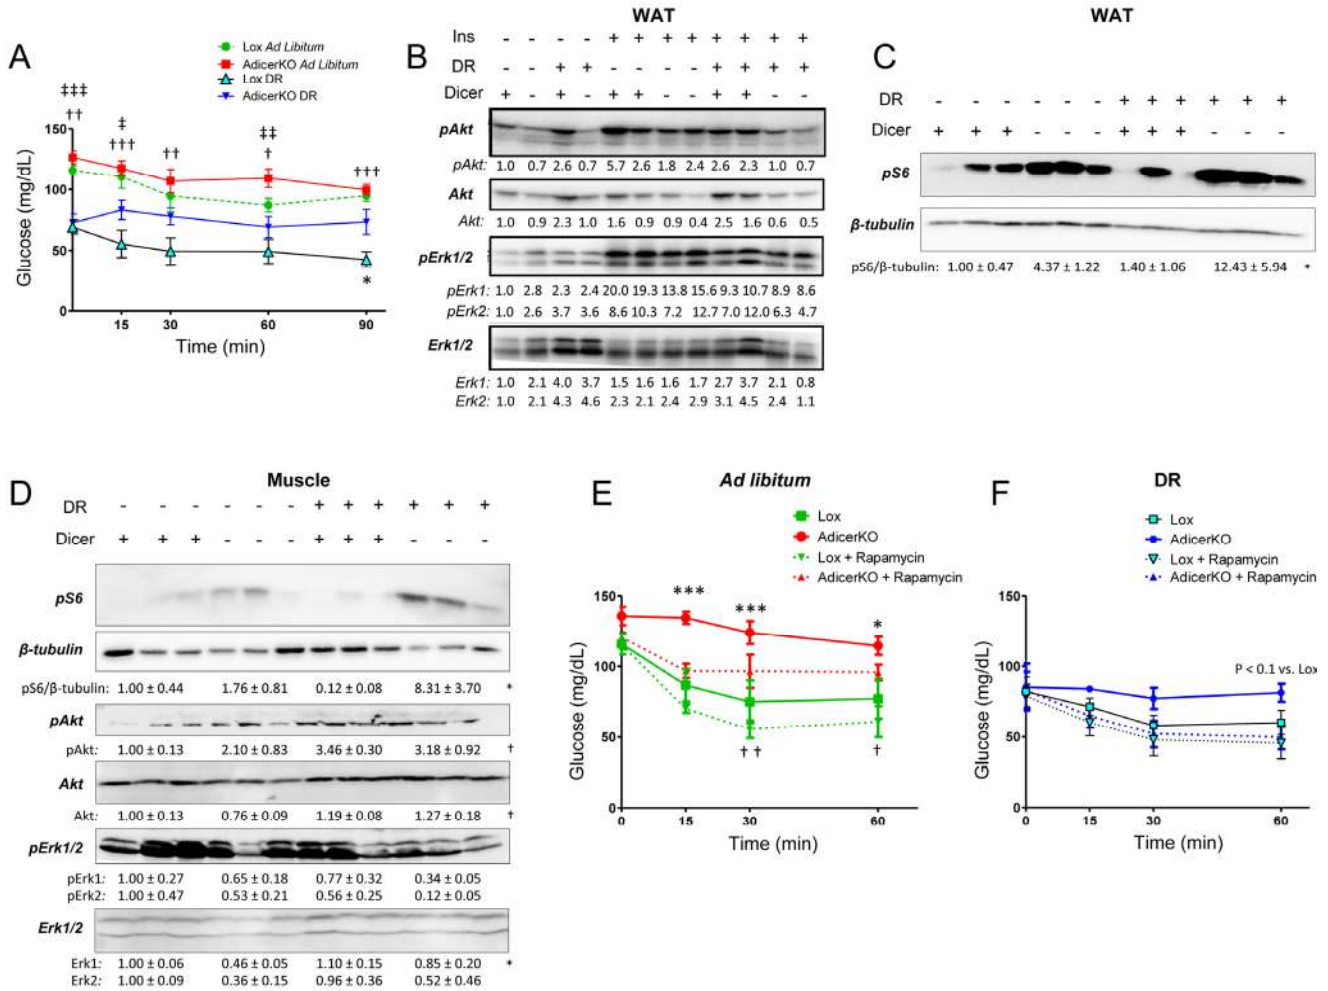 A
Lox Ad Libitum
AdicerKO Ad Libitum
Lox DR
AdicerKO DR
‡‡‡
††
‡
†††
††
‡‡
†
†††
*
150
100
50
0
15 30 60 90
Glucose (mg/dL)
Time (min)
WAT
B
Ins - - - - + + + + + + + +
DR - - + + - - - - + + + +
Dicer + - + - + + - - + + - -
pAkt
pAkt: 1.0 0.7 2.6 0.7 5.7 2.6 1.8 2.4 2.6 2.3 1.0 0.7
Akt
Akt: 1.0 0.9 2.3 1.0 1.6 0.9 0.9 0.4 2.5 1.6 0.6 0.5
pErk1/2
pErk1: 1.0 2.8 2.3 2.4 20.0 19.3 13.8 15.6 9.3 10.7 8.9 8.6
pErk2: 1.0 2.6 3.7 3.6 8.6 10.3 7.2 12.7 7.0 12.0 6.3 4.7
Erk1/2
Erk1: 1.0 2.1 4.0 3.7 1.5 1.6 1.6 1.7 2.7 3.7 2.1 0.8
Erk2: 1.0 2.1 4.3 4.6 2.3 2.1 2.4 2.9 3.1 4.5 2.4 1.1
WAT
C
DR - - - - - - + + + + + +
Dicer + + + - - - + + + - - -
pS6
β-tubulin
pS6/β-tubulin: 1.00 ± 0.47 4.37 ± 1.22 1.40 ± 1.06 12.43 ± 5.94 *
D
Muscle
DR - - - - - - + + + + + +
Dicer + + + - - - + + + - - -
pS6
β-tubulin
pS6/β-tubulin: 1.00 ± 0.44 1.76 ± 0.81 0.12 ± 0.08 8.31 ± 3.70 *
pAkt
pAkt: 1.00 ± 0.13 2.10 ± 0.83 3.46 ± 0.30 3.18 ± 0.92 †
Akt
Akt: 1.00 ± 0.13 0.76 ± 0.09 1.19 ± 0.08 1.27 ± 0.18 †
pErk1/2
pErk1: 1.00 ± 0.27 0.65 ± 0.18 0.77 ± 0.32 0.34 ± 0.05
pErk2: 1.00 ± 0.47 0.53 ± 0.21 0.56 ± 0.25 0.12 ± 0.05
Erk1/2
Erk1: 1.00 ± 0.06 0.46 ± 0.05 1.10 ± 0.15 0.85 ± 0.20 *
Erk2: 1.00 ± 0.09 0.36 ± 0.15 0.96 ± 0.36 0.52 ± 0.46
E
Ad libitum
Lox
AdicerKO
Lox + Rapamycin
AdicerKO + Rapamycin
*** *** *
†† †
150
100
50
0
0 15 30 60
Glucose (mg/dL)
Time (min)
F
DR
Lox
AdicerKO
Lox + Rapamycin
AdicerKO + Rapamycin
P < 0.1 vs. Lox
150
100
50
0
0 15 30 60
Glucose (mg/dL)
Time (min)